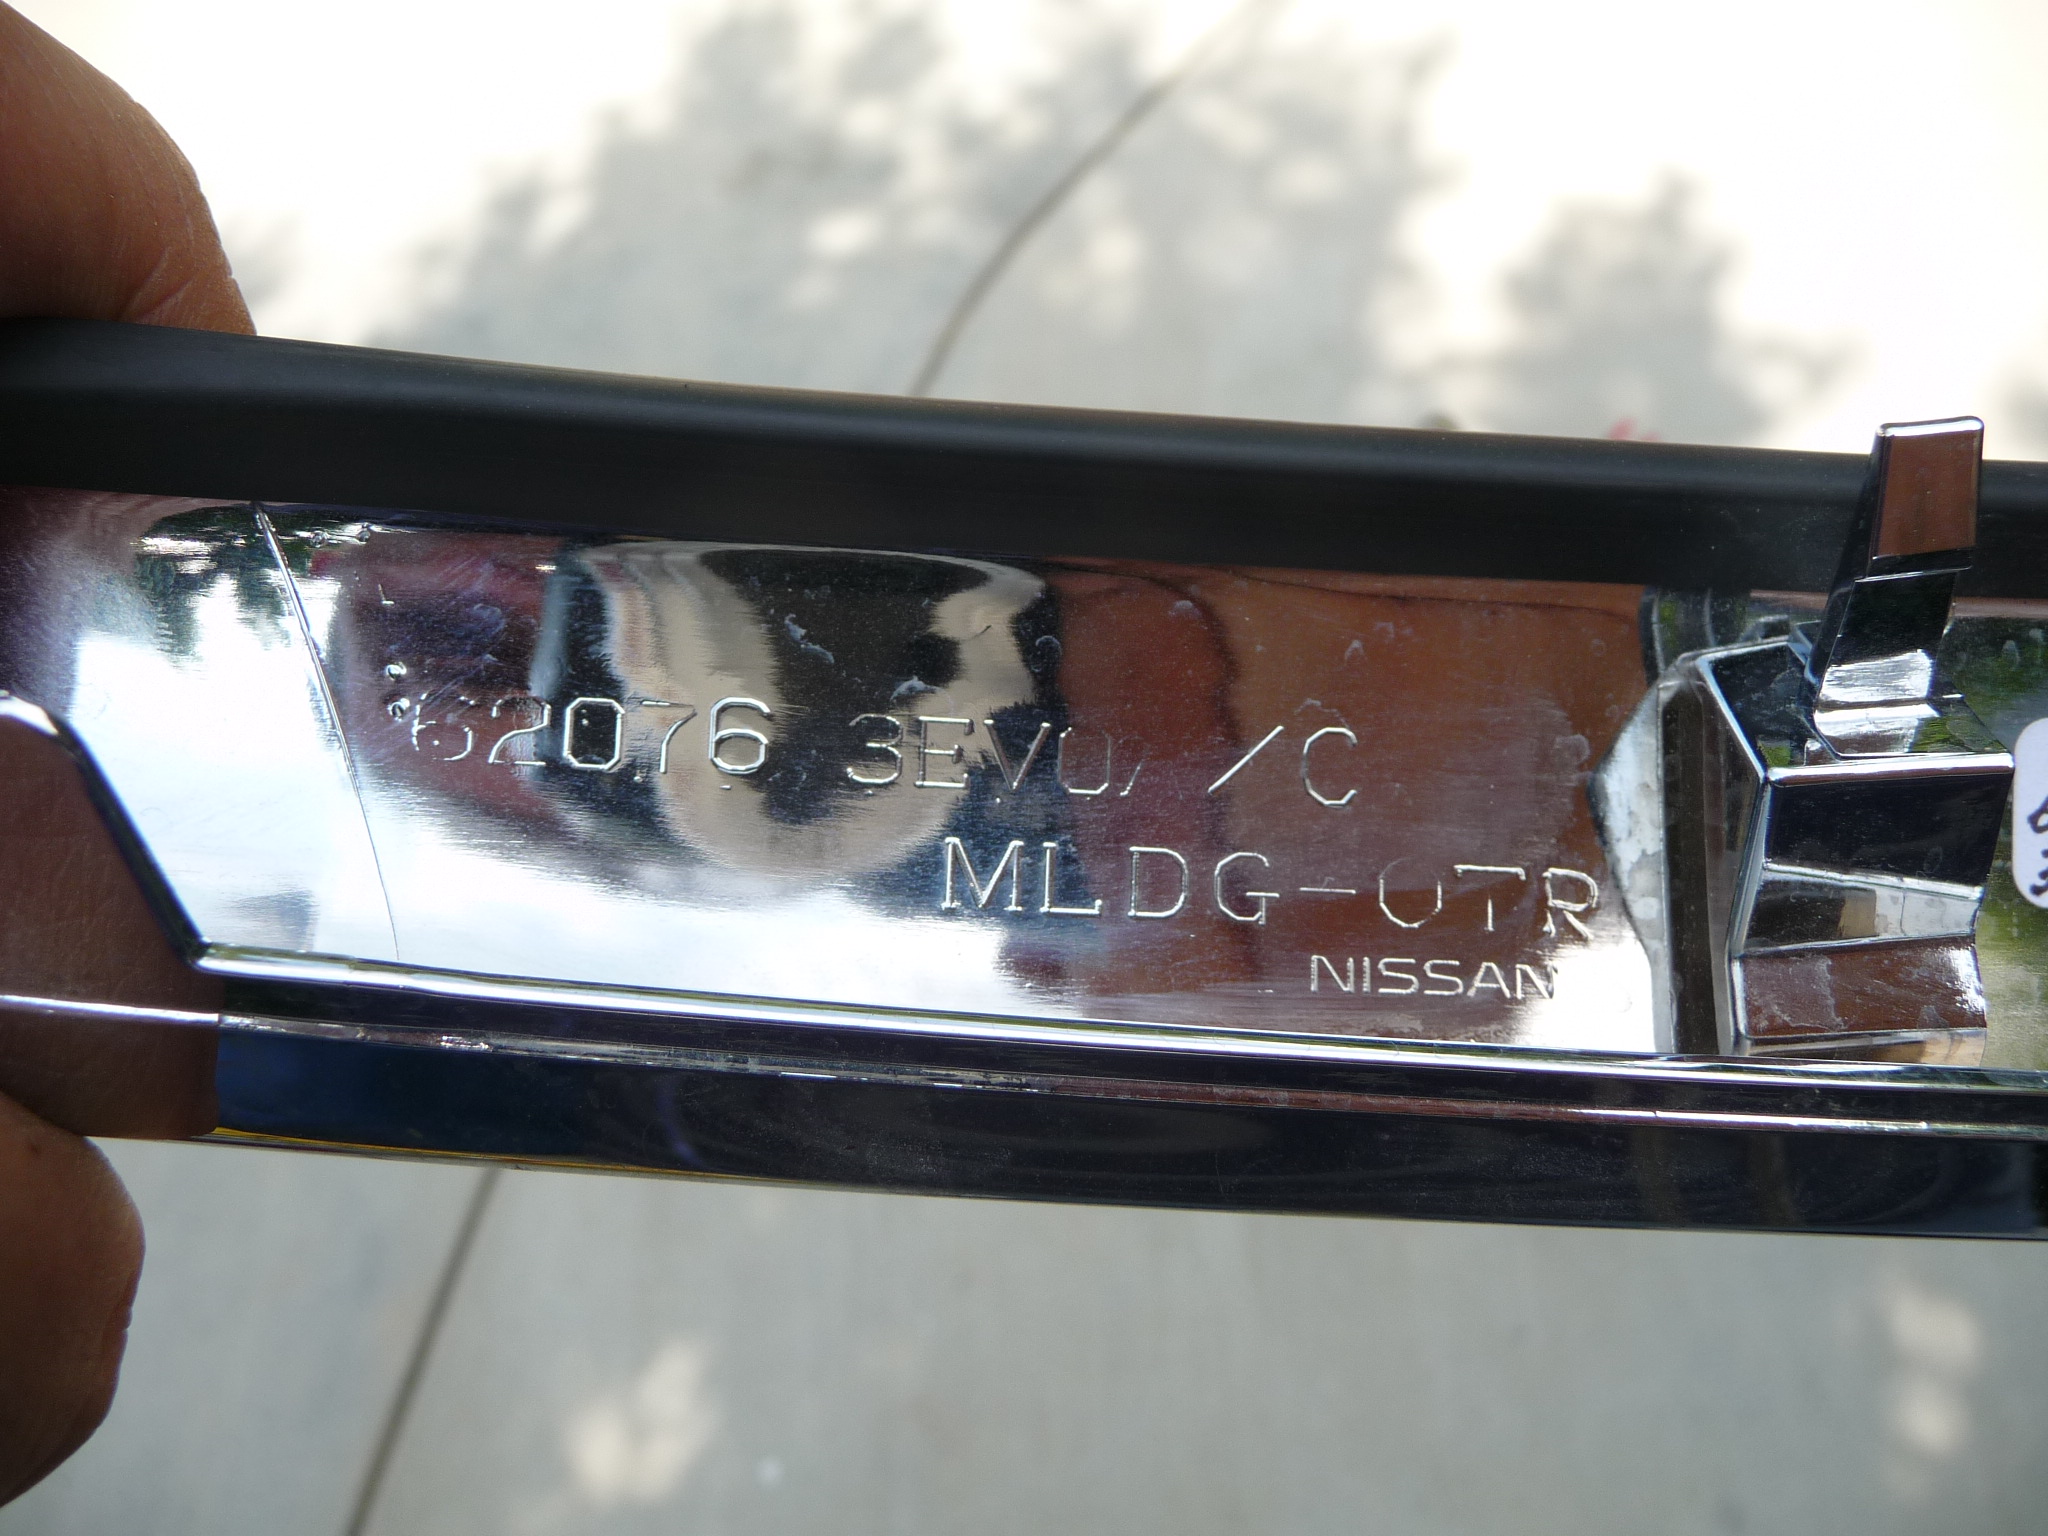 62076 3EV0A /C
MLDG-OTR
NISSAN